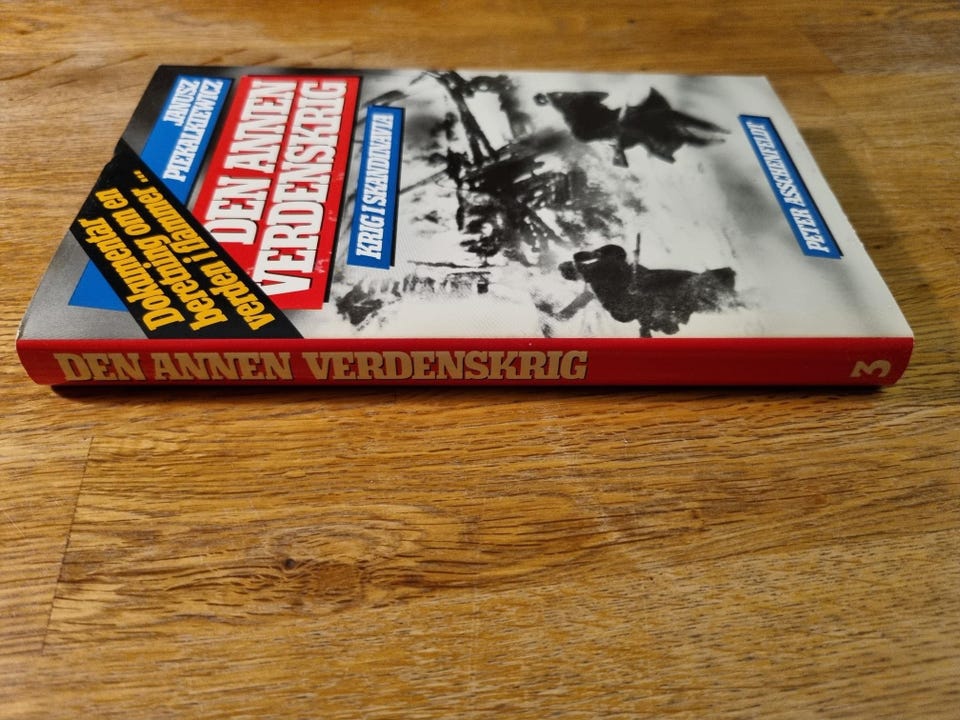 JANUSZ
PIEKALKIEWICZ
DEN ANNEN
VERDENSKRIG
KRIG I SKANDINAVIA
Dokumentar
beretning om en
verden i flammer...
PETER ASSCHENFELDT
DEN ANNEN VERDENSKRIG
3